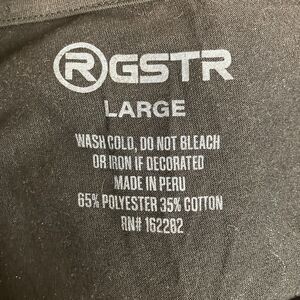 RGSTR
LARGE
WASH COLD, DO NOT BLEACH
OR IRON IF DECORATED
MADE IN PERU
65% POLYESTER 35% COTTON
RN# 162282